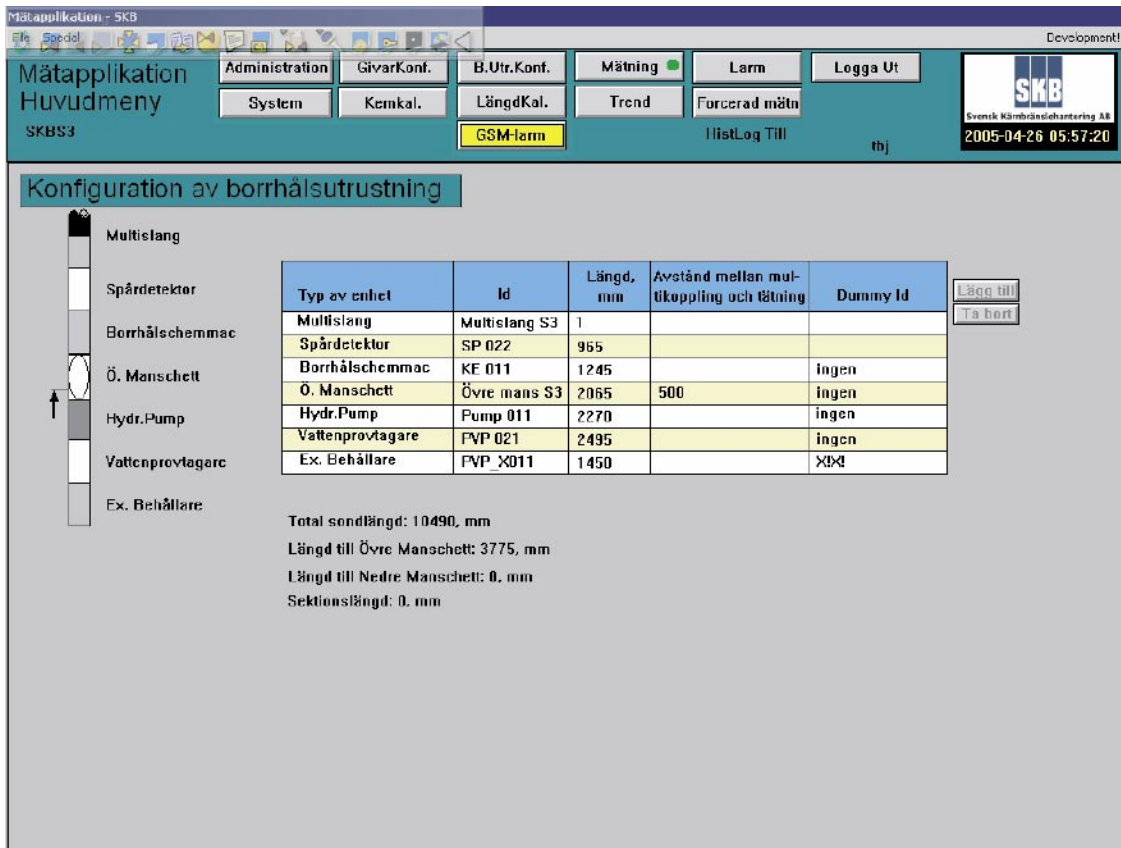 Mätapplikation - SKB
File Special
Development!
Mätapplikation
Huvudmeny
SKBS3
Administration GivarKonf. B.Utr.Konf. Mätning Larm Logga Ut
System Kemkal. LängdKal. Trend Forcerad mätn
GSM-larm HistLog Till tbj
SKB
Svensk Kärnbränslehantering AB
2005-04-26 05:57:20
Konfiguration av borrhålsutrustning
Multislang
Spårdetektor
Borrhålschemmac
Ö. Manschett
Hydr.Pump
Vattenprovtagare
Ex. Behållare
Typ av enhet Id Längd, mm Avstånd mellan mul-tikoppling och tätning Dummy Id
Multislang Multislang S3 1
Spårdetektor SP 022 965
Borrhålschemmac KE 011 1245 ingen
Ö. Manschett Övre mans S3 2065 500 ingen
Hydr.Pump Pump 011 2270 ingen
Vattenprovtagare PVP 021 2495 ingen
Ex. Behållare PVP_X011 1450 X!X!
Lägg till
Ta bort
Total sondlängd: 10490, mm
Längd till Övre Manschett: 3775, mm
Längd till Nedre Manschett: 0, mm
Sektionslängd: 0, mm